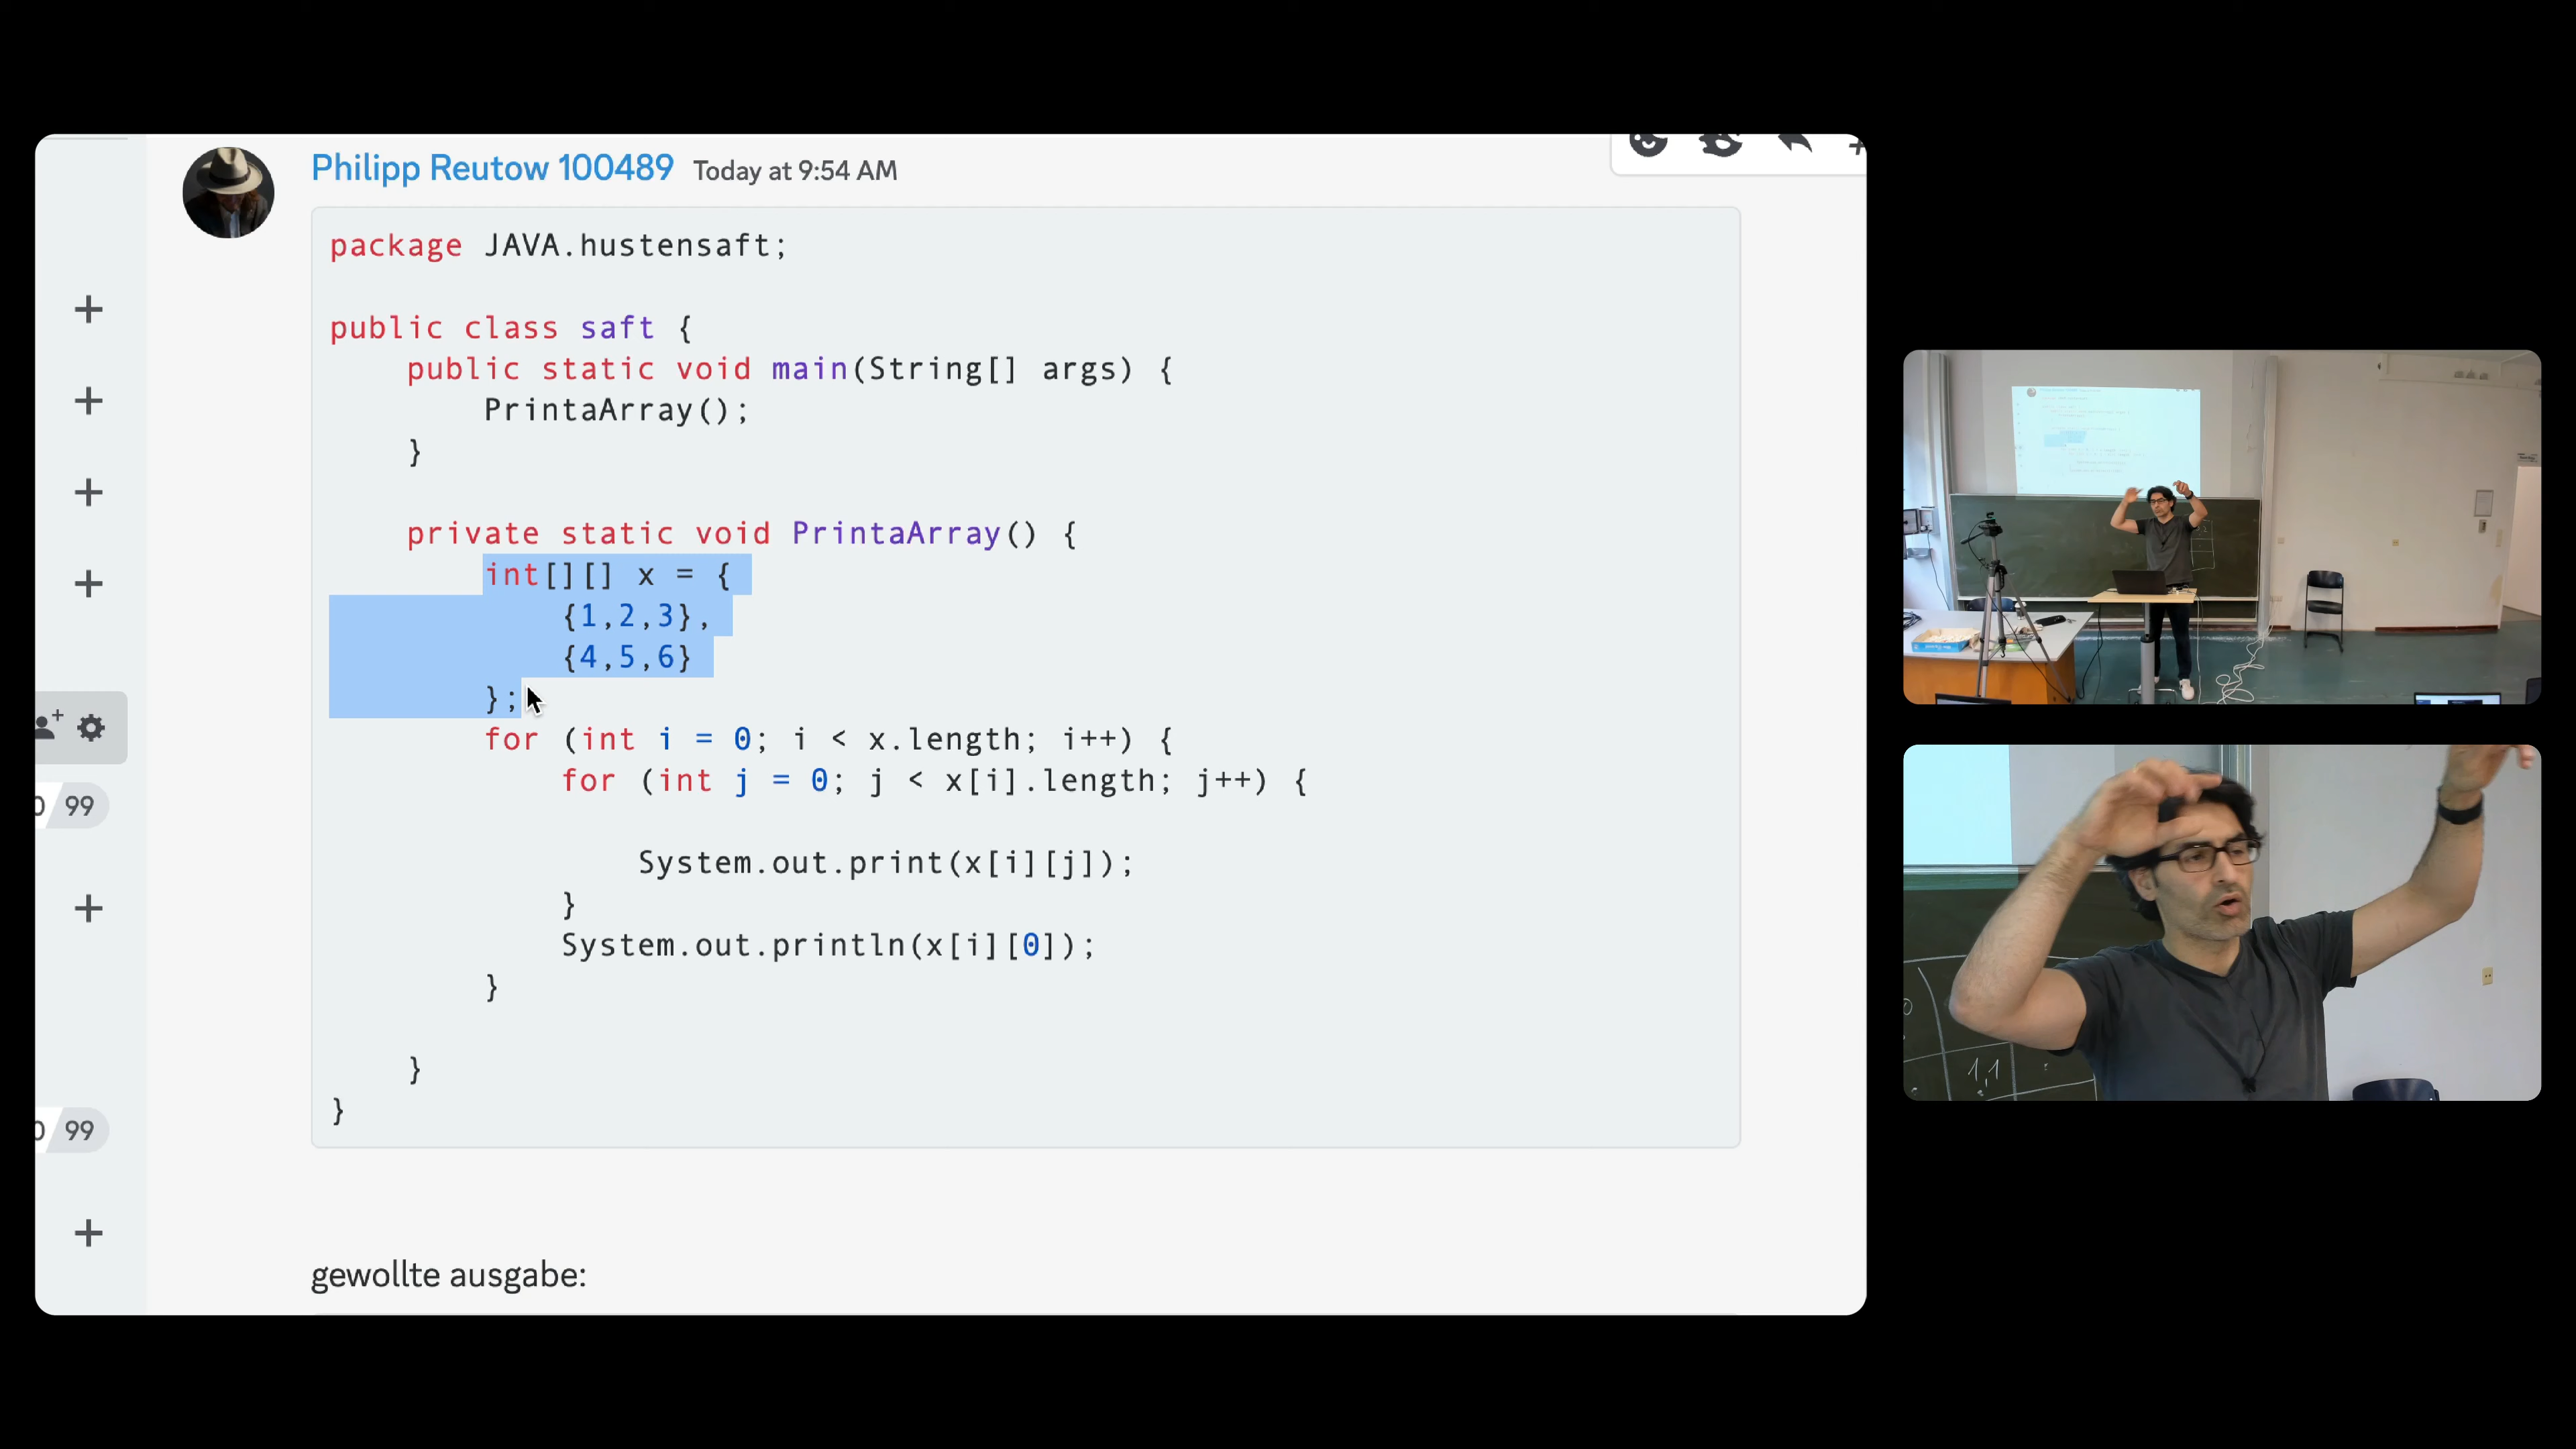 Philipp Reutow 100489 Today at 9:54 AM
package JAVA.hustensaft;
public class saft {
public static void main(String[] args) {
PrintaArray();
}
private static void PrintaArray() {
int[][] x = {
{1,2,3},
{4,5,6}
};
for (int i = 0; i < x.length; i++) {
for (int j = 0; j < x[i].length; j++) {
System.out.print(x[i][j]);
}
System.out.println(x[i][0]);
}
}
}
gewollte ausgabe:
99
99
1,1